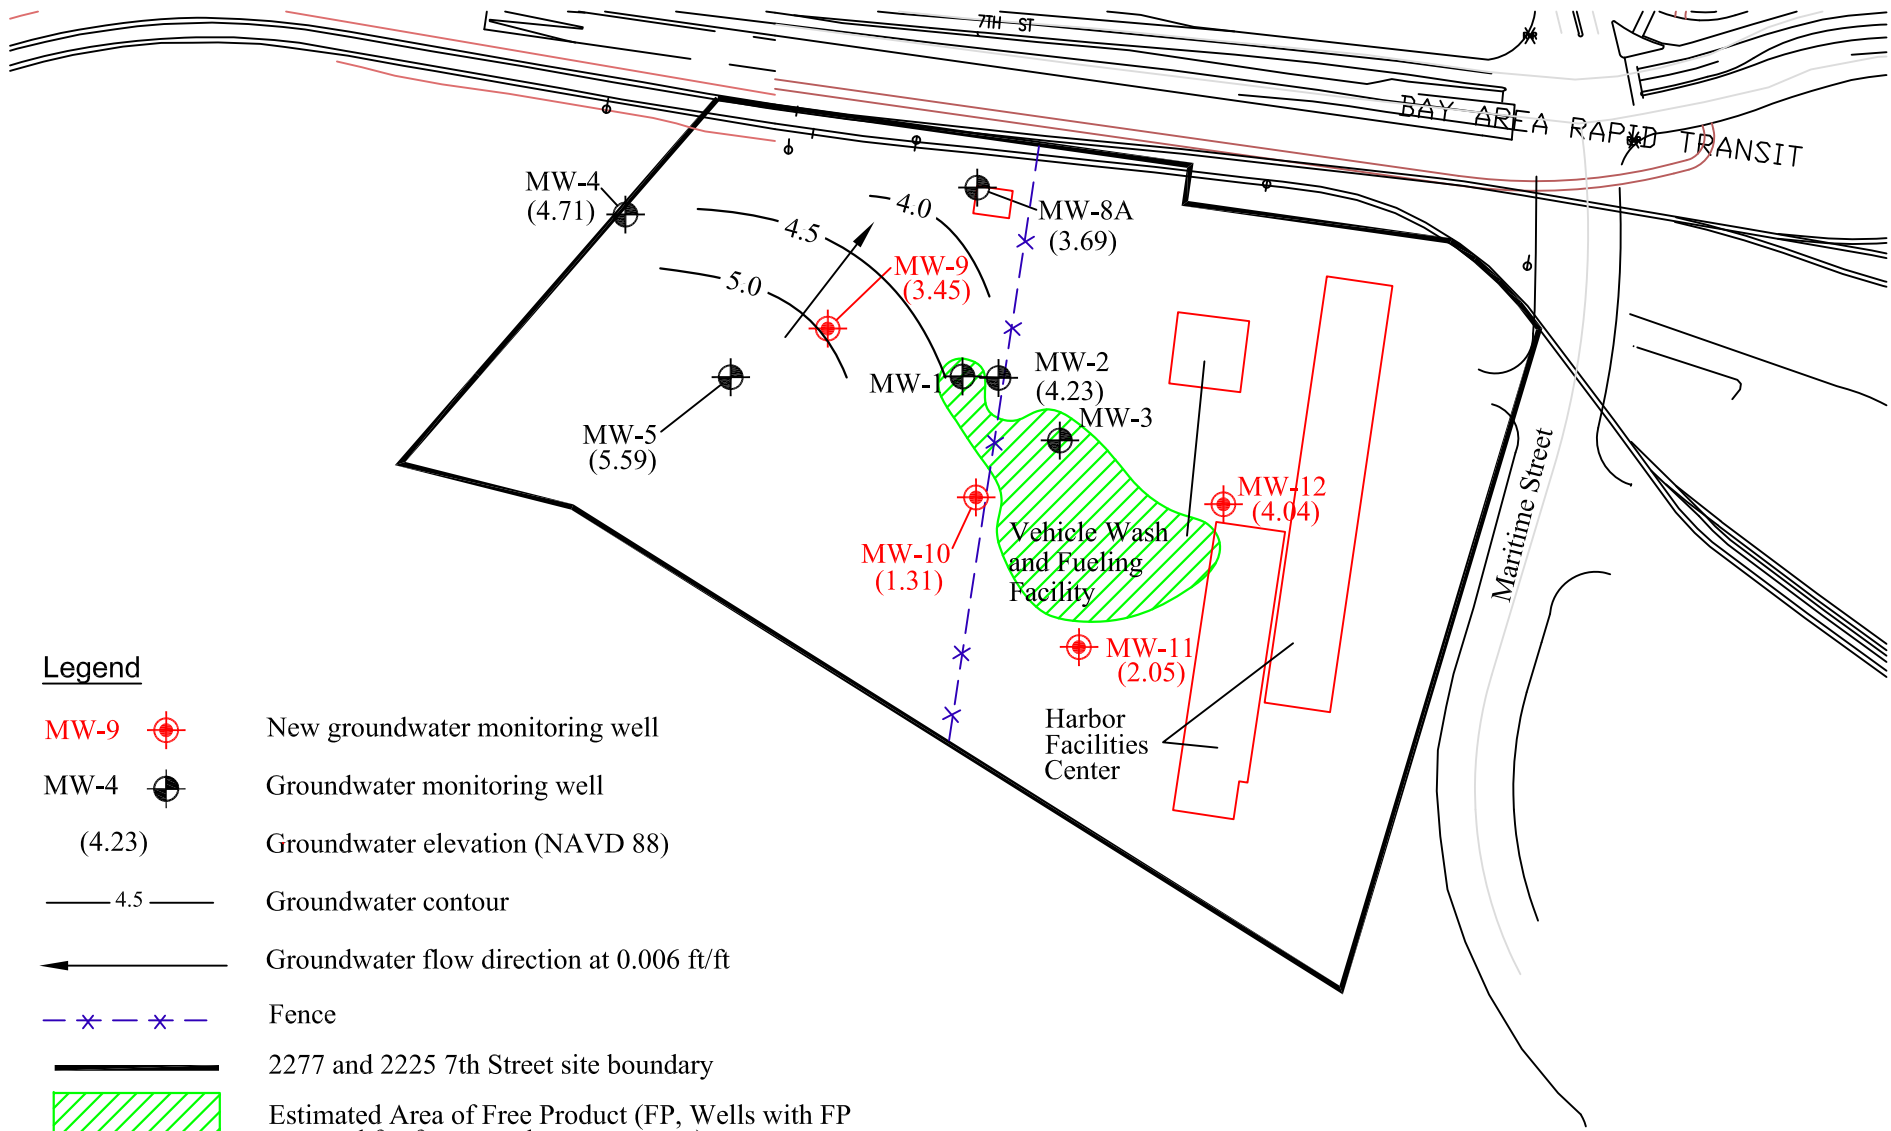 7TH ST
BAY AREA RAPID TRANSIT
MW-4
(4.71)
4.0
4.5
5.0
MW-8A
(3.69)
MW-9
(3.45)
MW-1
MW-2
(4.23)
MW-3
MW-5
(5.59)
MW-12
(4.04)
MW-10
(1.31)
Vehicle Wash
and Fueling
Facility
MW-11
(2.05)
Harbor
Facilities
Center
Maritime Street
Legend
MW-9 New groundwater monitoring well
MW-4 Groundwater monitoring well
(4.23) Groundwater elevation (NAVD 88)
4.5 Groundwater contour
Groundwater flow direction at 0.006 ft/ft
Fence
2277 and 2225 7th Street site boundary
Estimated Area of Free Product (FP, Wells with FP